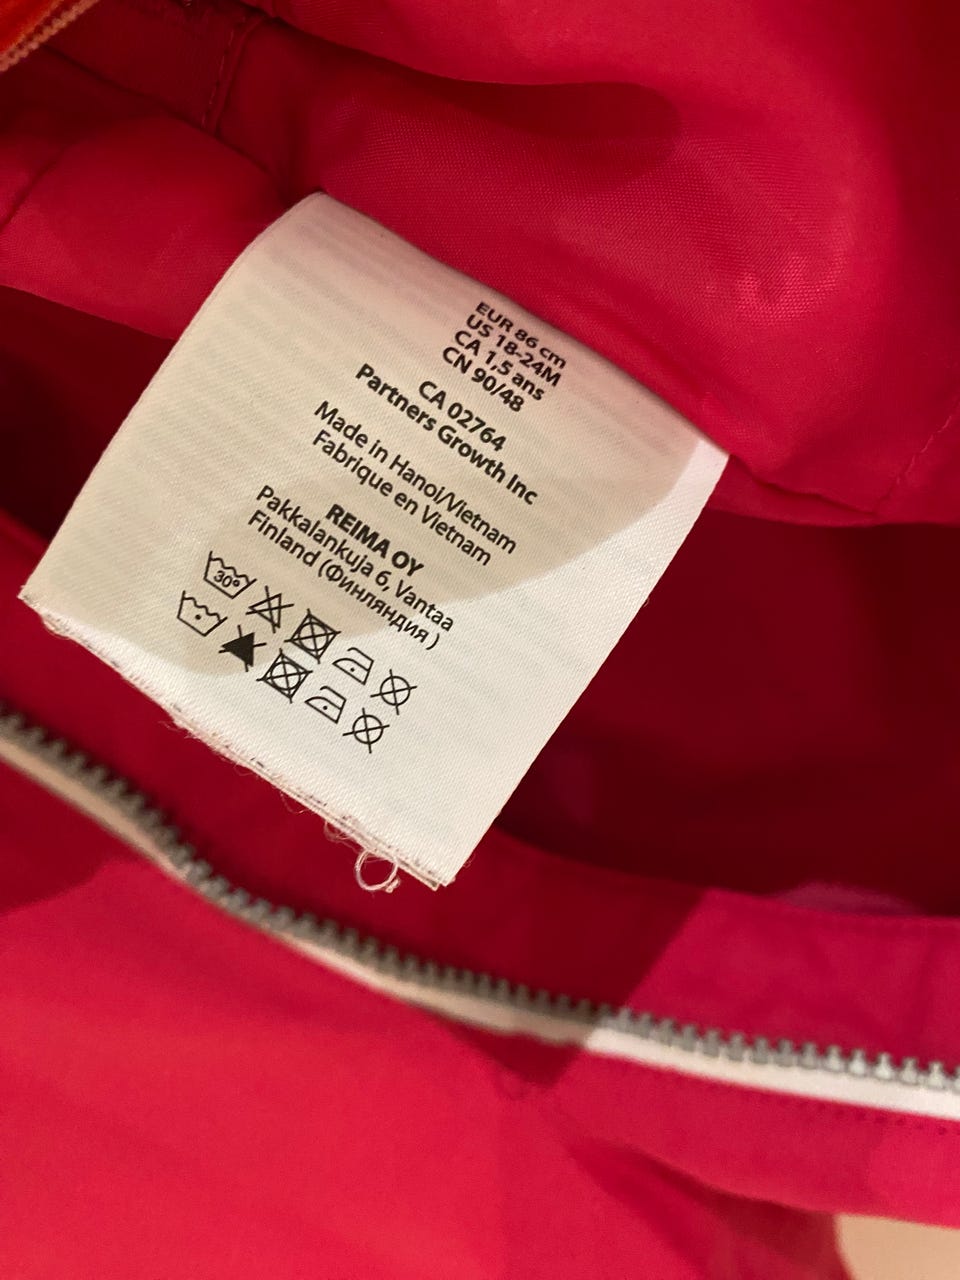 EUR 86 cm
US 18-24M
CA 1,5 ans
CN 90/48
CA 02764
Partners Growth Inc
Made in Hanoi/Vietnam
Fabrique en Vietnam
REIMA OY
Pakkalankuja 6, Vantaa
Finland (Финляндия )
30°